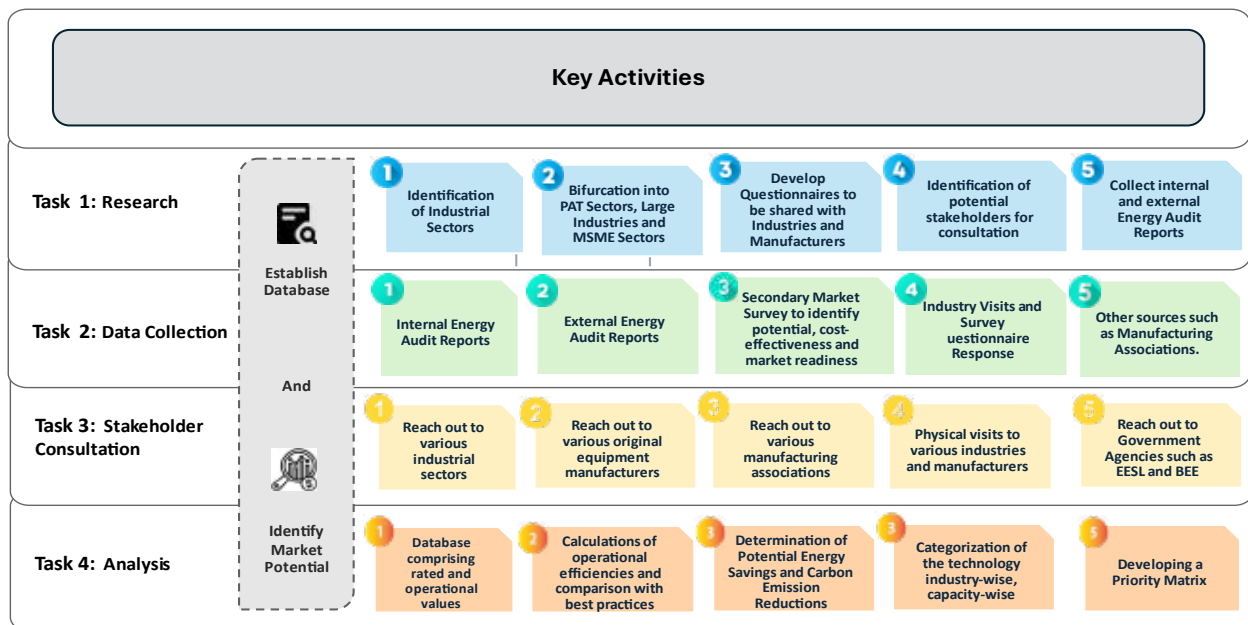 Key Activities
Task 1: Research
1
Identification
of Industrial
Sectors
2
Bifurcation into
PAT Sectors, Large
Industries and
MSME Sectors
3
Develop
Questionnaires to
be shared with
Industries and
Manufacturers
4
Identification of
potential
stakeholders for
consultation
5
Collect internal
and external
Energy Audit
Reports
Establish
Database
And
Identify
Market
Potential
Task 2: Data Collection
1
Internal Energy
Audit Reports
2
External Energy
Audit Reports
3
Secondary Market
Survey to identify
potential, cost-
effectiveness and
market readiness
4
Industry Visits and
Survey
uestionnaire
Response
5
Other sources such
as Manufacturing
Associations.
Task 3: Stakeholder
Consultation
1
Reach out to
various
industrial
sectors
2
Reach out to
various original
equipment
manufacturers
3
Reach out to
various
manufacturing
associations
4
Physical visits to
various industries
and manufacturers
5
Reach out to
Government
Agencies such as
EESL and BEE
Task 4: Analysis
1
Database
comprising
rated and
operational
values
2
Calculations of
operational
efficiencies and
comparison with
best practices
3
Determination of
Potential Energy
Savings and Carbon
Emission
Reductions
3
Categorization of
the technology
industry-wise,
capacity-wise
5
Developing a
Priority Matrix